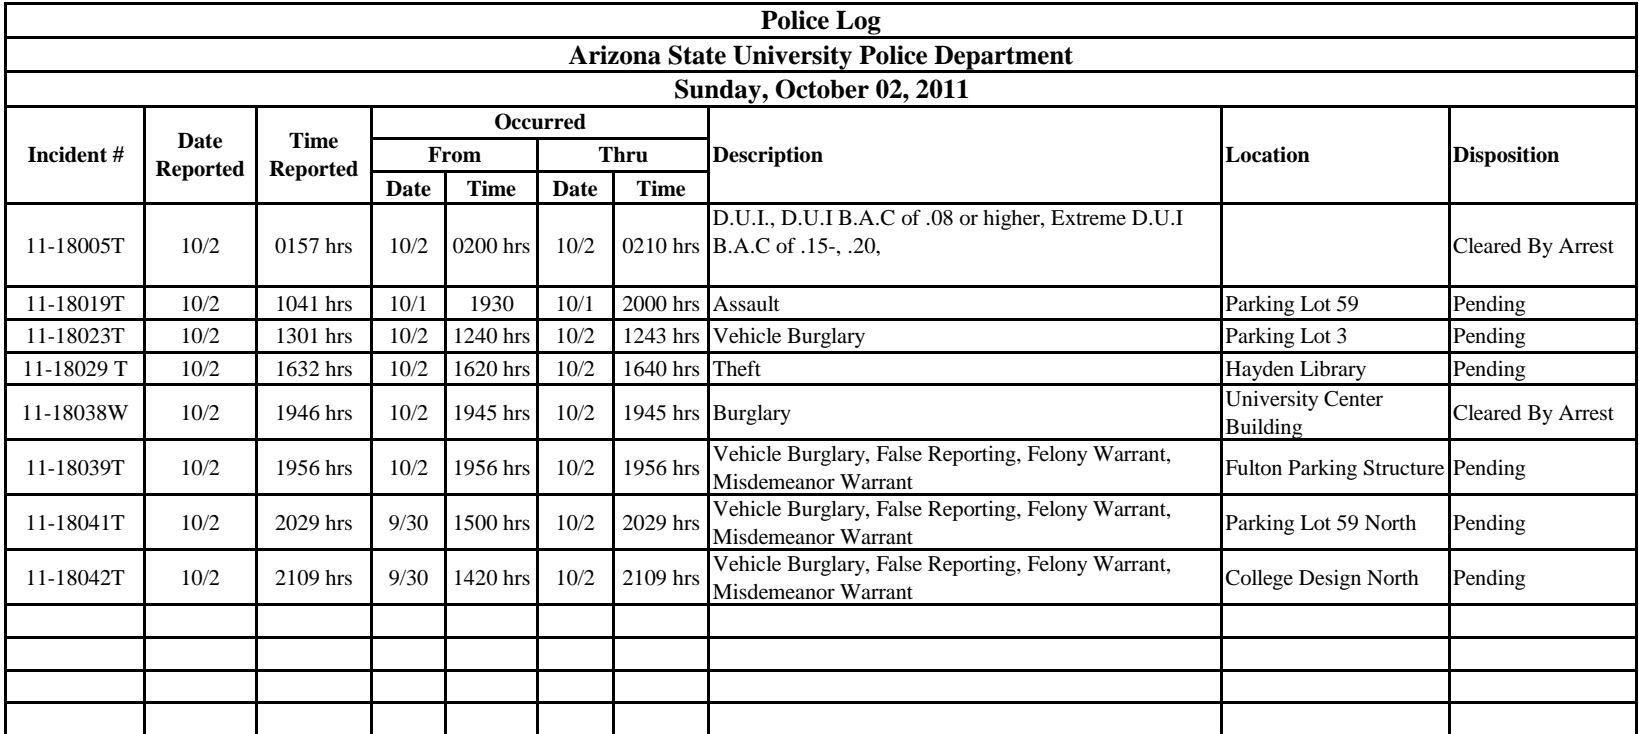 Police Log
Arizona State University Police Department
Sunday, October 02, 2011
Incident # Date Reported Time Reported Occurred Description Location Disposition
From Thru
Date Time Date Time
11-18005T 10/2 0157 hrs 10/2 0200 hrs 10/2 0210 hrs D.U.I., D.U.I B.A.C of .08 or higher, Extreme D.U.I
B.A.C of .15-, .20, Cleared By Arrest
11-18019T 10/2 1041 hrs 10/1 1930 10/1 2000 hrs Assault Parking Lot 59 Pending
11-18023T 10/2 1301 hrs 10/2 1240 hrs 10/2 1243 hrs Vehicle Burglary Parking Lot 3 Pending
11-18029 T 10/2 1632 hrs 10/2 1620 hrs 10/2 1640 hrs Theft Hayden Library Pending
11-18038W 10/2 1946 hrs 10/2 1945 hrs 10/2 1945 hrs Burglary University Center
Building Cleared By Arrest
11-18039T 10/2 1956 hrs 10/2 1956 hrs 10/2 1956 hrs Vehicle Burglary, False Reporting, Felony Warrant,
Misdemeanor Warrant Fulton Parking Structure Pending
11-18041T 10/2 2029 hrs 9/30 1500 hrs 10/2 2029 hrs Vehicle Burglary, False Reporting, Felony Warrant,
Misdemeanor Warrant Parking Lot 59 North Pending
11-18042T 10/2 2109 hrs 9/30 1420 hrs 10/2 2109 hrs Vehicle Burglary, False Reporting, Felony Warrant,
Misdemeanor Warrant College Design North Pending